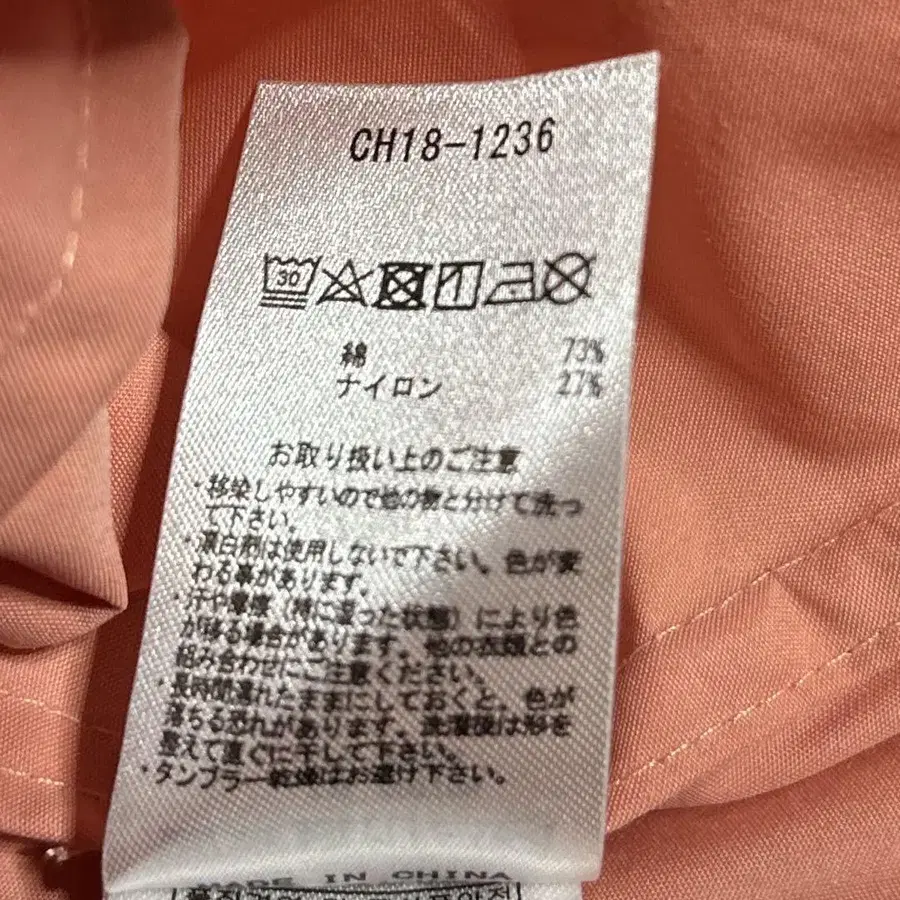 CH18-1236
30
綿 73%
ナイロン 27%
お取り扱い上のご注意
・移染しやすいので他の物と分けて洗っ
て下さい。
・漂白剤は使用しないで下さい。色が変
わる事があります。
・汗や摩擦（特に湿った状態）により色
が移る場合があります。他の衣類との
組み合わせにご注意ください。
・長時間濡れたままにしておくと、色が
落ちる恐れがあります。洗濯後は形を
整えて直ぐに干して下さい。
・タンブラー乾燥はお避け下さい。
MADE IN CHINA